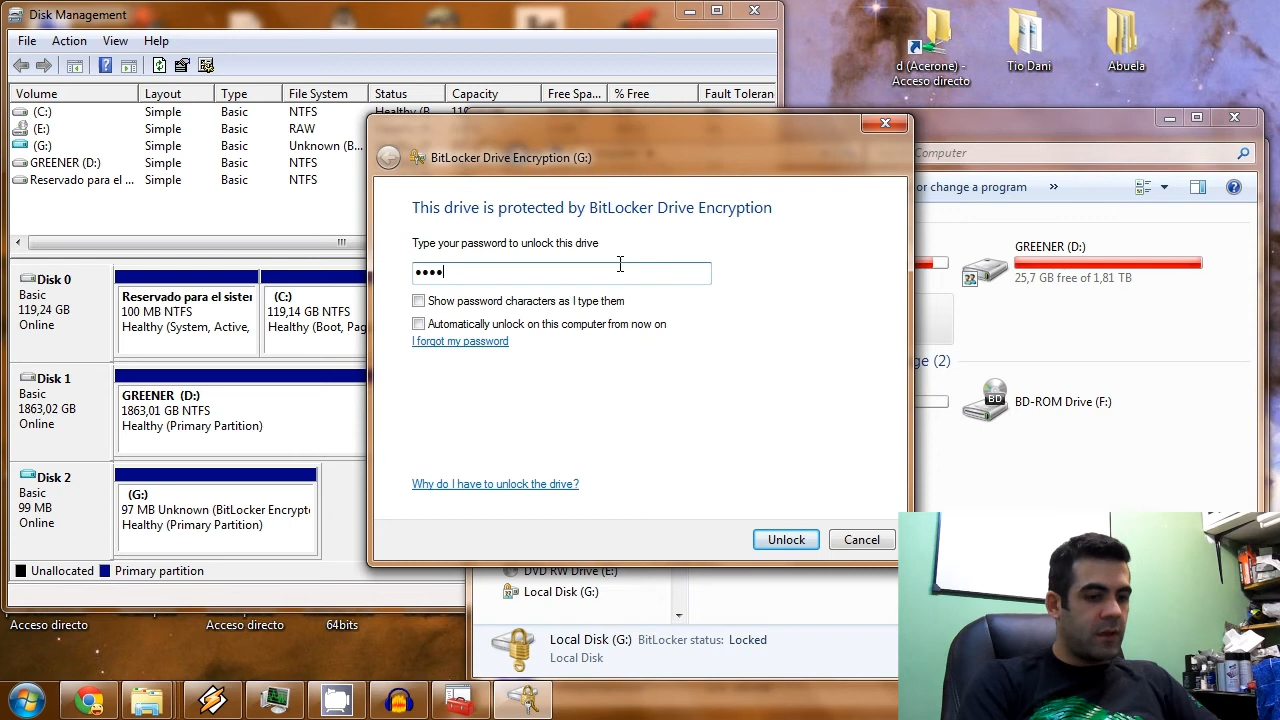 Disk Management
File Action View Help
Volume Layout Type File System Status Capacity Free Spa... % Free Fault Toleran
(C:) Simple Basic NTFS Healthy (B...
(E:) Simple Basic RAW
(G:) Simple Basic Unknown (B...
GREENER (D:) Simple Basic NTFS
Reservado para el ... Simple Basic NTFS
Disk 0
Basic
119,24 GB
Online
Reservado para el sister
100 MB NTFS
Healthy (System, Active,
(C:)
119,14 GB NTFS
Healthy (Boot, Pag
Disk 1
Basic
1863,02 GB
Online
GREENER (D:)
1863,01 GB NTFS
Healthy (Primary Partition)
Disk 2
Basic
99 MB
Online
(G:)
97 MB Unknown (BitLocker Encrypte
Healthy (Primary Partition)
Unallocated Primary partition
BitLocker Drive Encryption (G:)
This drive is protected by BitLocker Drive Encryption
Type your password to unlock this drive
••••
Show password characters as I type them
Automatically unlock on this computer from now on
I forgot my password
Why do I have to unlock the drive?
Unlock Cancel
d (Acerone) -
Acceso directo
Tio Dani
Abuela
Computer
or change a program »
GREENER (D:)
25,7 GB free of 1,81 TB
ge (2)
BD
BD-ROM Drive (F:)
DVD RW Drive (E:)
Local Disk (G:)
Local Disk (G:) BitLocker status: Locked
Local Disk
Acceso directo
Acceso directo
64bits